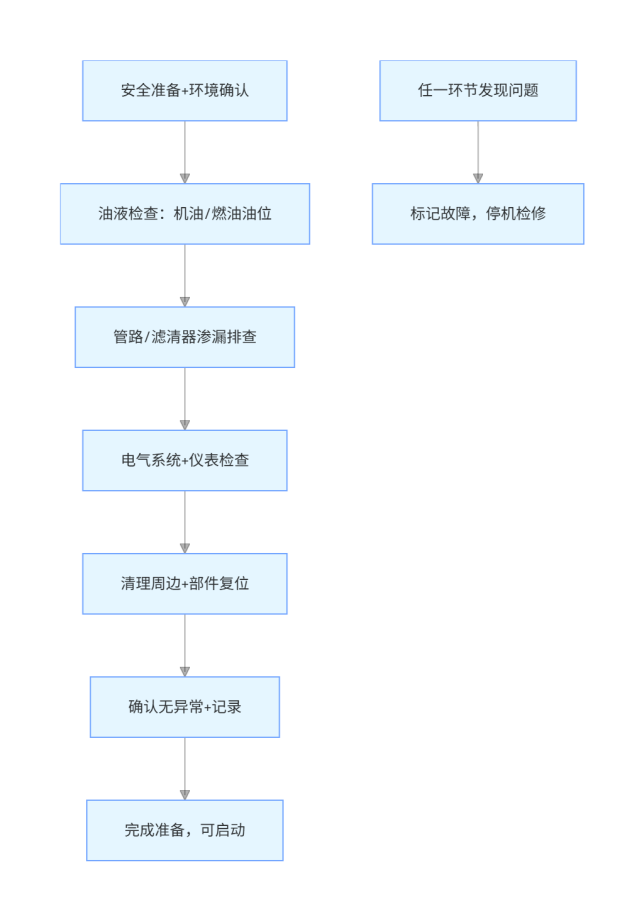 安全准备+环境确认
油液检查：机油/燃油油位
管路/滤清器渗漏排查
电气系统+仪表检查
清理周边+部件复位
确认无异常+记录
完成准备，可启动
任一环节发现问题
标记故障，停机检修